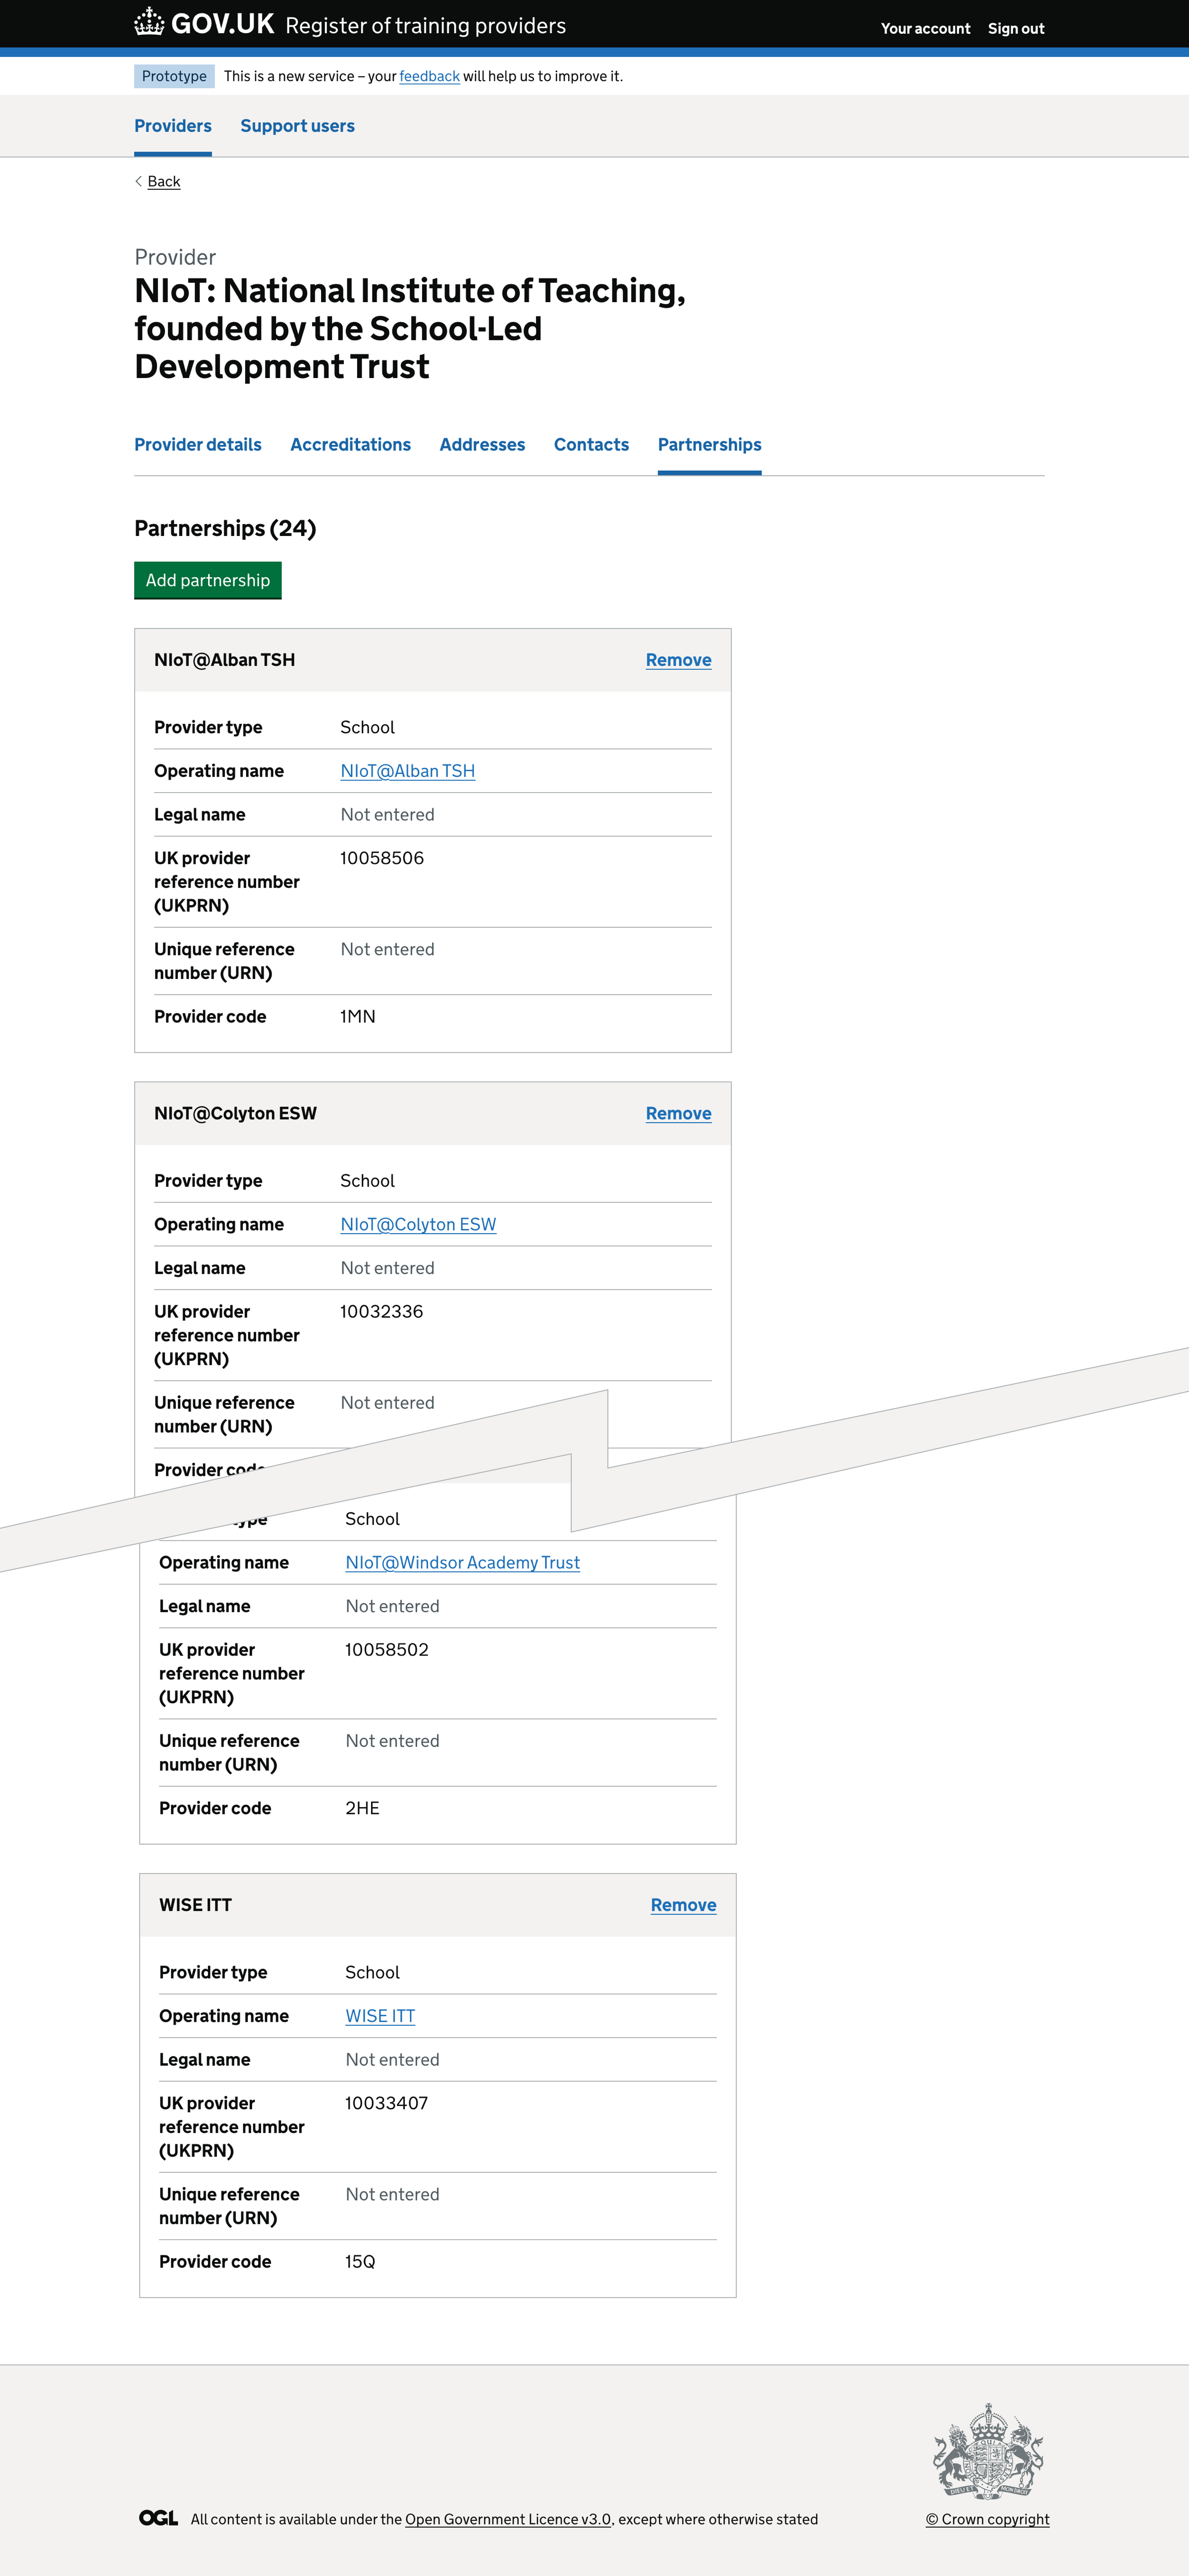 GOV.UK Register of training providers
Your account Sign out
Prototype This is a new service – your feedback will help us to improve it.
Providers Support users
Back
Provider
NIoT: National Institute of Teaching,
founded by the School-Led
Development Trust
Provider details Accreditations Addresses Contacts Partnerships
Partnerships (24)
Add partnership
NIoT@Alban TSH Remove
Provider type School
Operating name NIoT@Alban TSH
Legal name Not entered
UK provider 10058506
reference number
(UKPRN)
Unique reference Not entered
number (URN)
Provider code 1MN
NIoT@Colyton ESW Remove
Provider type School
Operating name NIoT@Colyton ESW
Legal name Not entered
UK provider 10032336
reference number
(UKPRN)
Unique reference Not entered
number (URN)
Provider code
type School
Operating name NIoT@Windsor Academy Trust
Legal name Not entered
UK provider 10058502
reference number
(UKPRN)
Unique reference Not entered
number (URN)
Provider code 2HE
WISE ITT Remove
Provider type School
Operating name WISE ITT
Legal name Not entered
UK provider 10033407
reference number
(UKPRN)
Unique reference Not entered
number (URN)
Provider code 15Q
OGL All content is available under the Open Government Licence v3.0, except where otherwise stated
© Crown copyright